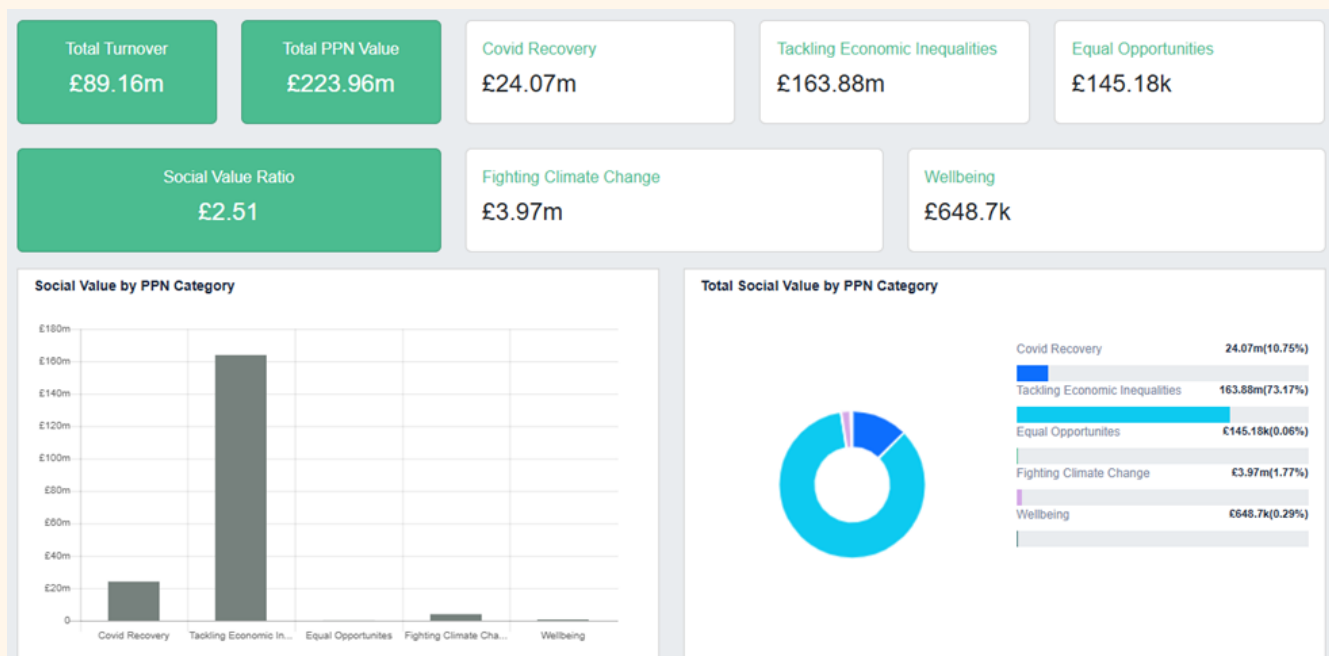 Total Turnover
£89.16m
Total PPN Value
£223.96m
Covid Recovery
£24.07m
Tackling Economic Inequalities
£163.88m
Equal Opportunities
£145.18k
Social Value Ratio
£2.51
Fighting Climate Change
£3.97m
Wellbeing
£648.7k
Social Value by PPN Category
£180m
£160m
£140m
£120m
£100m
£80m
£60m
£40m
£20m
0
Covid Recovery
Tackling Economic In...
Equal Opportunites
Fighting Climate Cha...
Wellbeing
Total Social Value by PPN Category
Covid Recovery 24.07m(10.75%)
Tackling Economic Inequalities 163.88m(73.17%)
Equal Opportunites £145.18k(0.06%)
Fighting Climate Change £3.97m(1.77%)
Wellbeing £648.7k(0.29%)